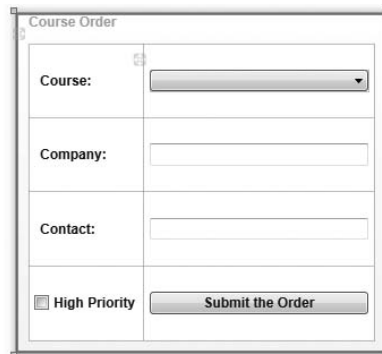 Course Order
Course:
Company:
Contact:
High Priority
Submit the Order